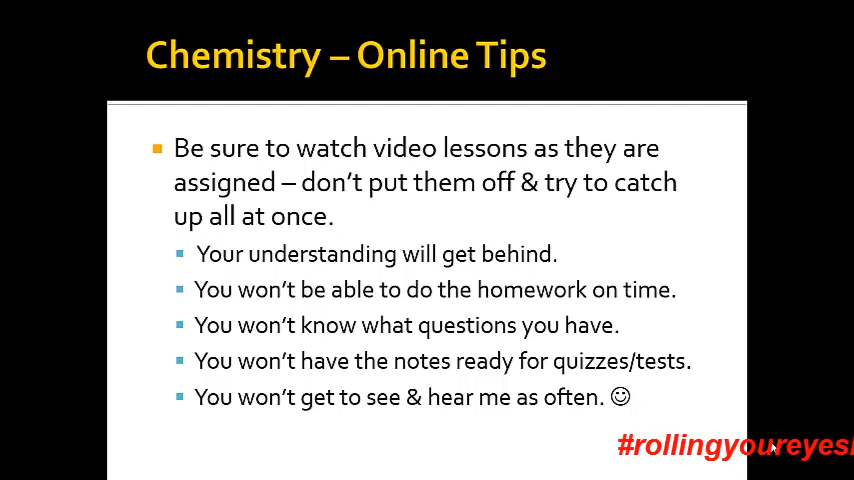 Chemistry – Online Tips
Be sure to watch video lessons as they are
assigned – don't put them off & try to catch
up all at once.
Your understanding will get behind.
You won't be able to do the homework on time.
You won't know what questions you have.
You won't have the notes ready for quizzes/tests.
You won't get to see & hear me as often. ☺
#rollingyoureyes